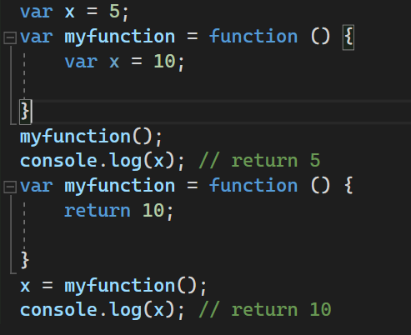 var x = 5;
var myfunction = function () {
    var x = 10;

}
myfunction();
console.log(x); // return 5
var myfunction = function () {
    return 10;

}
x = myfunction();
console.log(x); // return 10